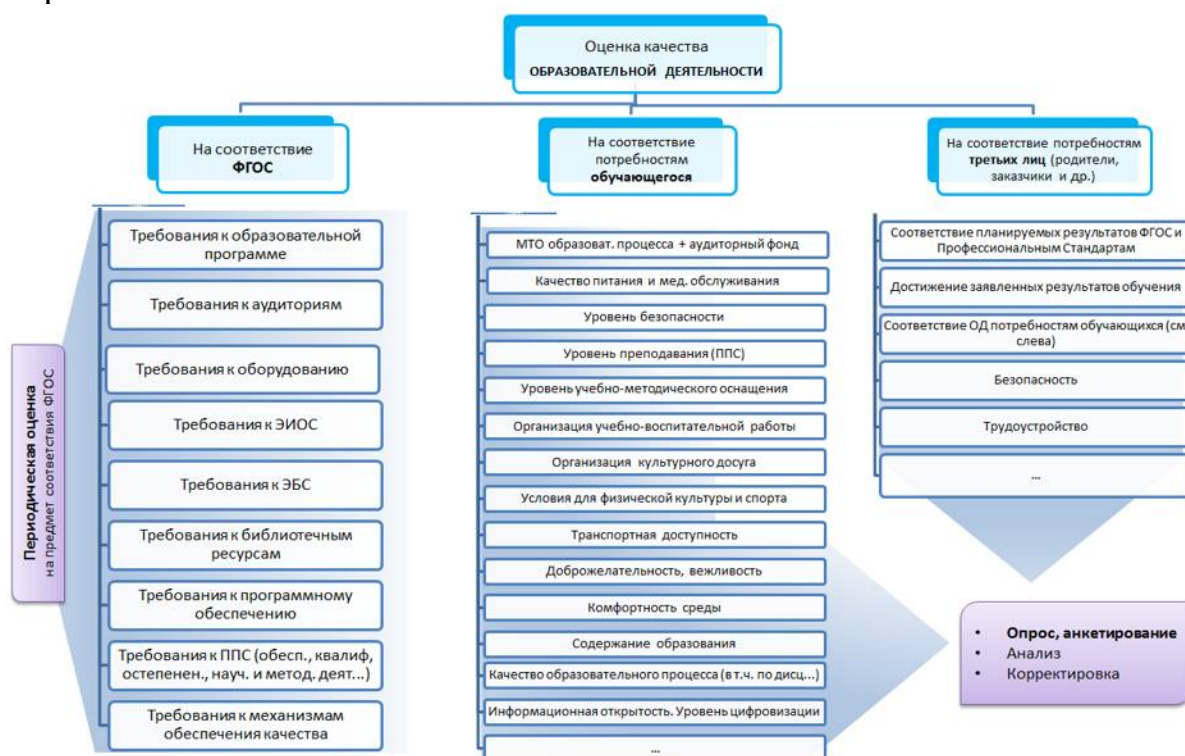 Оценка качества
ОБРАЗОВАТЕЛЬНОЙ ДЕЯТЕЛЬНОСТИ
На соответствие
ФГОС
На соответствие
потребностям
обучающегося
На соответствие потребностям
третьих лиц (родители,
заказчики и др.)
Периодическая оценка
на предмет соответствия ФГОС
Требования к образовательной
программе
Требования к аудиториям
Требования к оборудованию
Требования к ЭИОС
Требования к ЭБС
Требования к библиотечным
ресурсам
Требования к программному
обеспечению
Требования к ППС (обесп., квалиф,
остепенен., науч. и метод. деят...)
Требования к механизмам
обеспечения качества
МТО образоват. процесса + аудиторный фонд
Качество питания и мед. обслуживания
Уровень безопасности
Уровень преподавания (ППС)
Уровень учебно-методического оснащения
Организация учебно-воспитательной работы
Организация культурного досуга
Условия для физической культуры и спорта
Транспортная доступность
Доброжелательность, вежливость
Комфортность среды
Содержание образования
Качество образовательного процесса (в т.ч. по дисц...)
Информационная открытость. Уровень цифровизации
...
Соответствие планируемых результатов ФГОС и
Профессиональным Стандартам
Достижение заявленных результатов обучения
Соответствие ОД потребностям обучающихся (см
слева)
Безопасность
Трудоустройство
...
• Опрос, анкетирование
• Анализ
• Корректировка